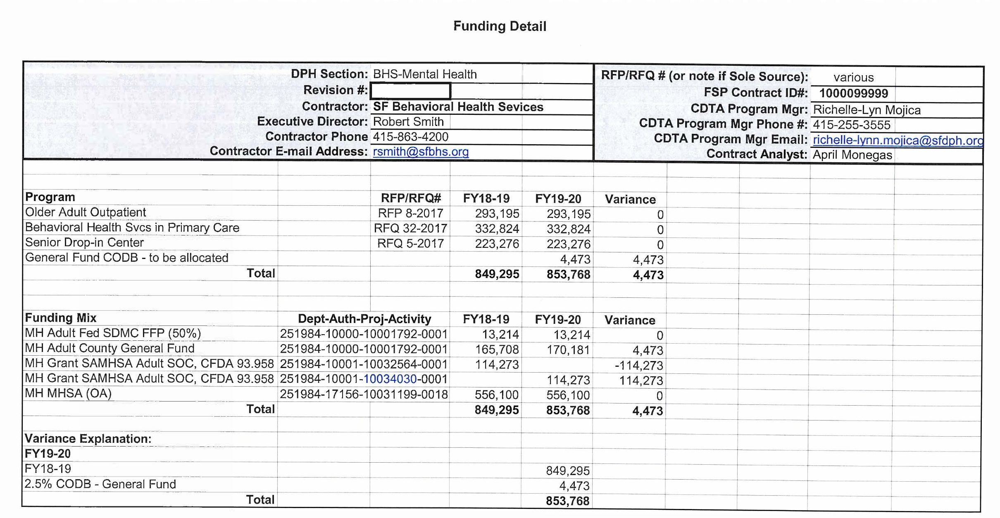 Funding Detail
DPH Section: BHS-Mental Health
Revision #:
Contractor: SF Behavioral Health Sevices
Executive Director: Robert Smith
Contractor Phone 415-863-4200
Contractor E-mail Address: rsmith@sfbhs.org
RFP/RFQ # (or note if Sole Source): various
FSP Contract ID#: 1000099999
CDTA Program Mgr: Richelle-Lyn Mojica
CDTA Program Mgr Phone #: 415-255-3555
CDTA Program Mgr Email: richelle-lynn.mojica@sfdph.org
Contract Analyst: April Monegas
Program RFP/RFQ# FY18-19 FY19-20 Variance
Older Adult Outpatient RFP 8-2017 293,195 293,195 0
Behavioral Health Svcs in Primary Care RFQ 32-2017 332,824 332,824 0
Senior Drop-in Center RFQ 5-2017 223,276 223,276 0
General Fund CODB - to be allocated 4,473 4,473
Total 849,295 853,768 4,473
Funding Mix Dept-Auth-Proj-Activity FY18-19 FY19-20 Variance
MH Adult Fed SDMC FFP (50%) 251984-10000-10001792-0001 13,214 13,214 0
MH Adult County General Fund 251984-10000-10001792-0001 165,708 170,181 4,473
MH Grant SAMHSA Adult SOC, CFDA 93.958 251984-10001-10032564-0001 114,273 -114,273
MH Grant SAMHSA Adult SOC, CFDA 93.958 251984-10001-10034030-0001 114,273 114,273
MH MHSA (OA) 251984-17156-10031199-0018 556,100 556,100 0
Total 849,295 853,768 4,473
Variance Explanation:
FY19-20
FY18-19 849,295
2.5% CODB - General Fund 4,473
Total 853,768